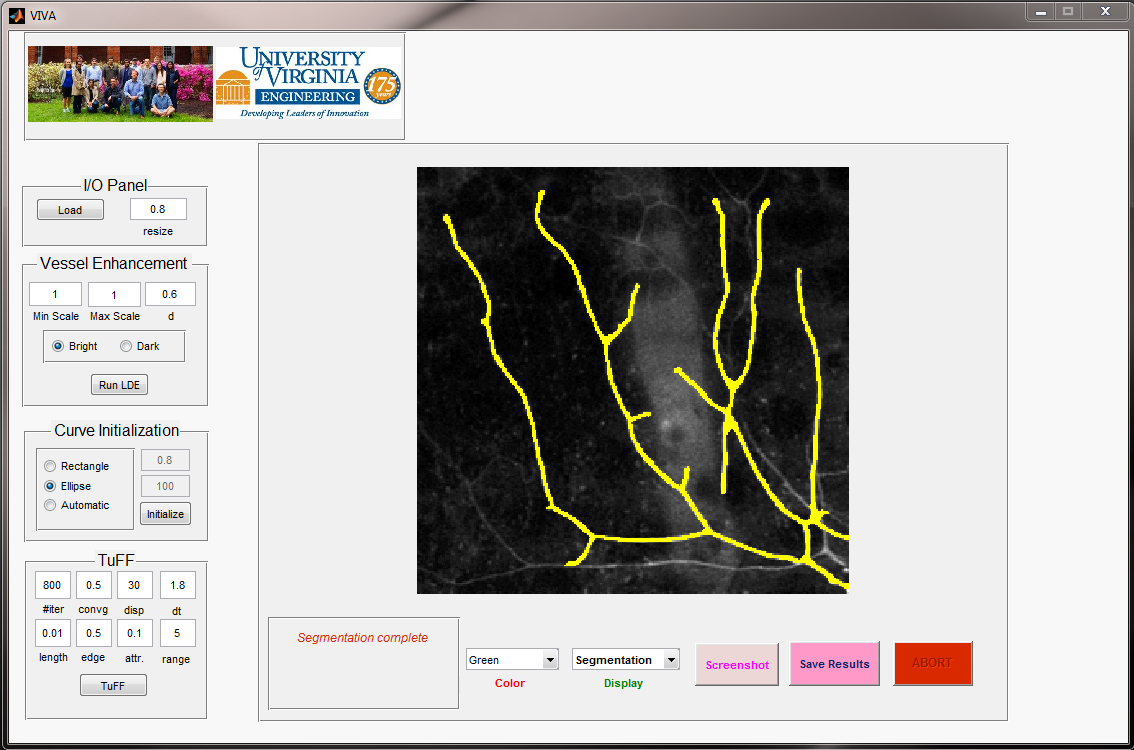 VIVA
UNIVERSITY
of VIRGINIA
ENGINEERING
175
YEARS
Developing Leaders of Innovation
I/O Panel
Load
0.8
resize
Vessel Enhancement
1 1 0.6
Min Scale Max Scale d
Bright Dark
Run LDE
Curve Initialization
Rectangle 0.8
Ellipse 100
Automatic Initialize
TuFF
800 0.5 30 1.8
#iter convg disp dt
0.01 0.5 0.1 5
length edge attr. range
TuFF
Segmentation complete
Green
Color
Segmentation
Display
Screenshot
Save Results
ABORT